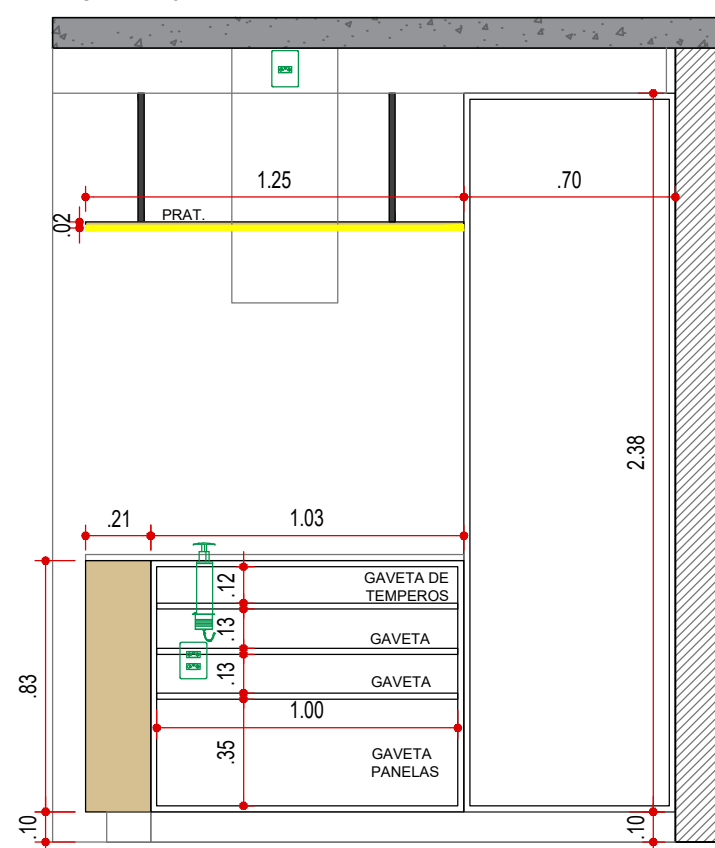 1.25
.70
.02
PRAT.
2.38
.21
1.03
.12
GAVETA DE
TEMPEROS
.13
GAVETA
.13
GAVETA
.83
1.00
.35
GAVETA
PANELAS
.10
.10